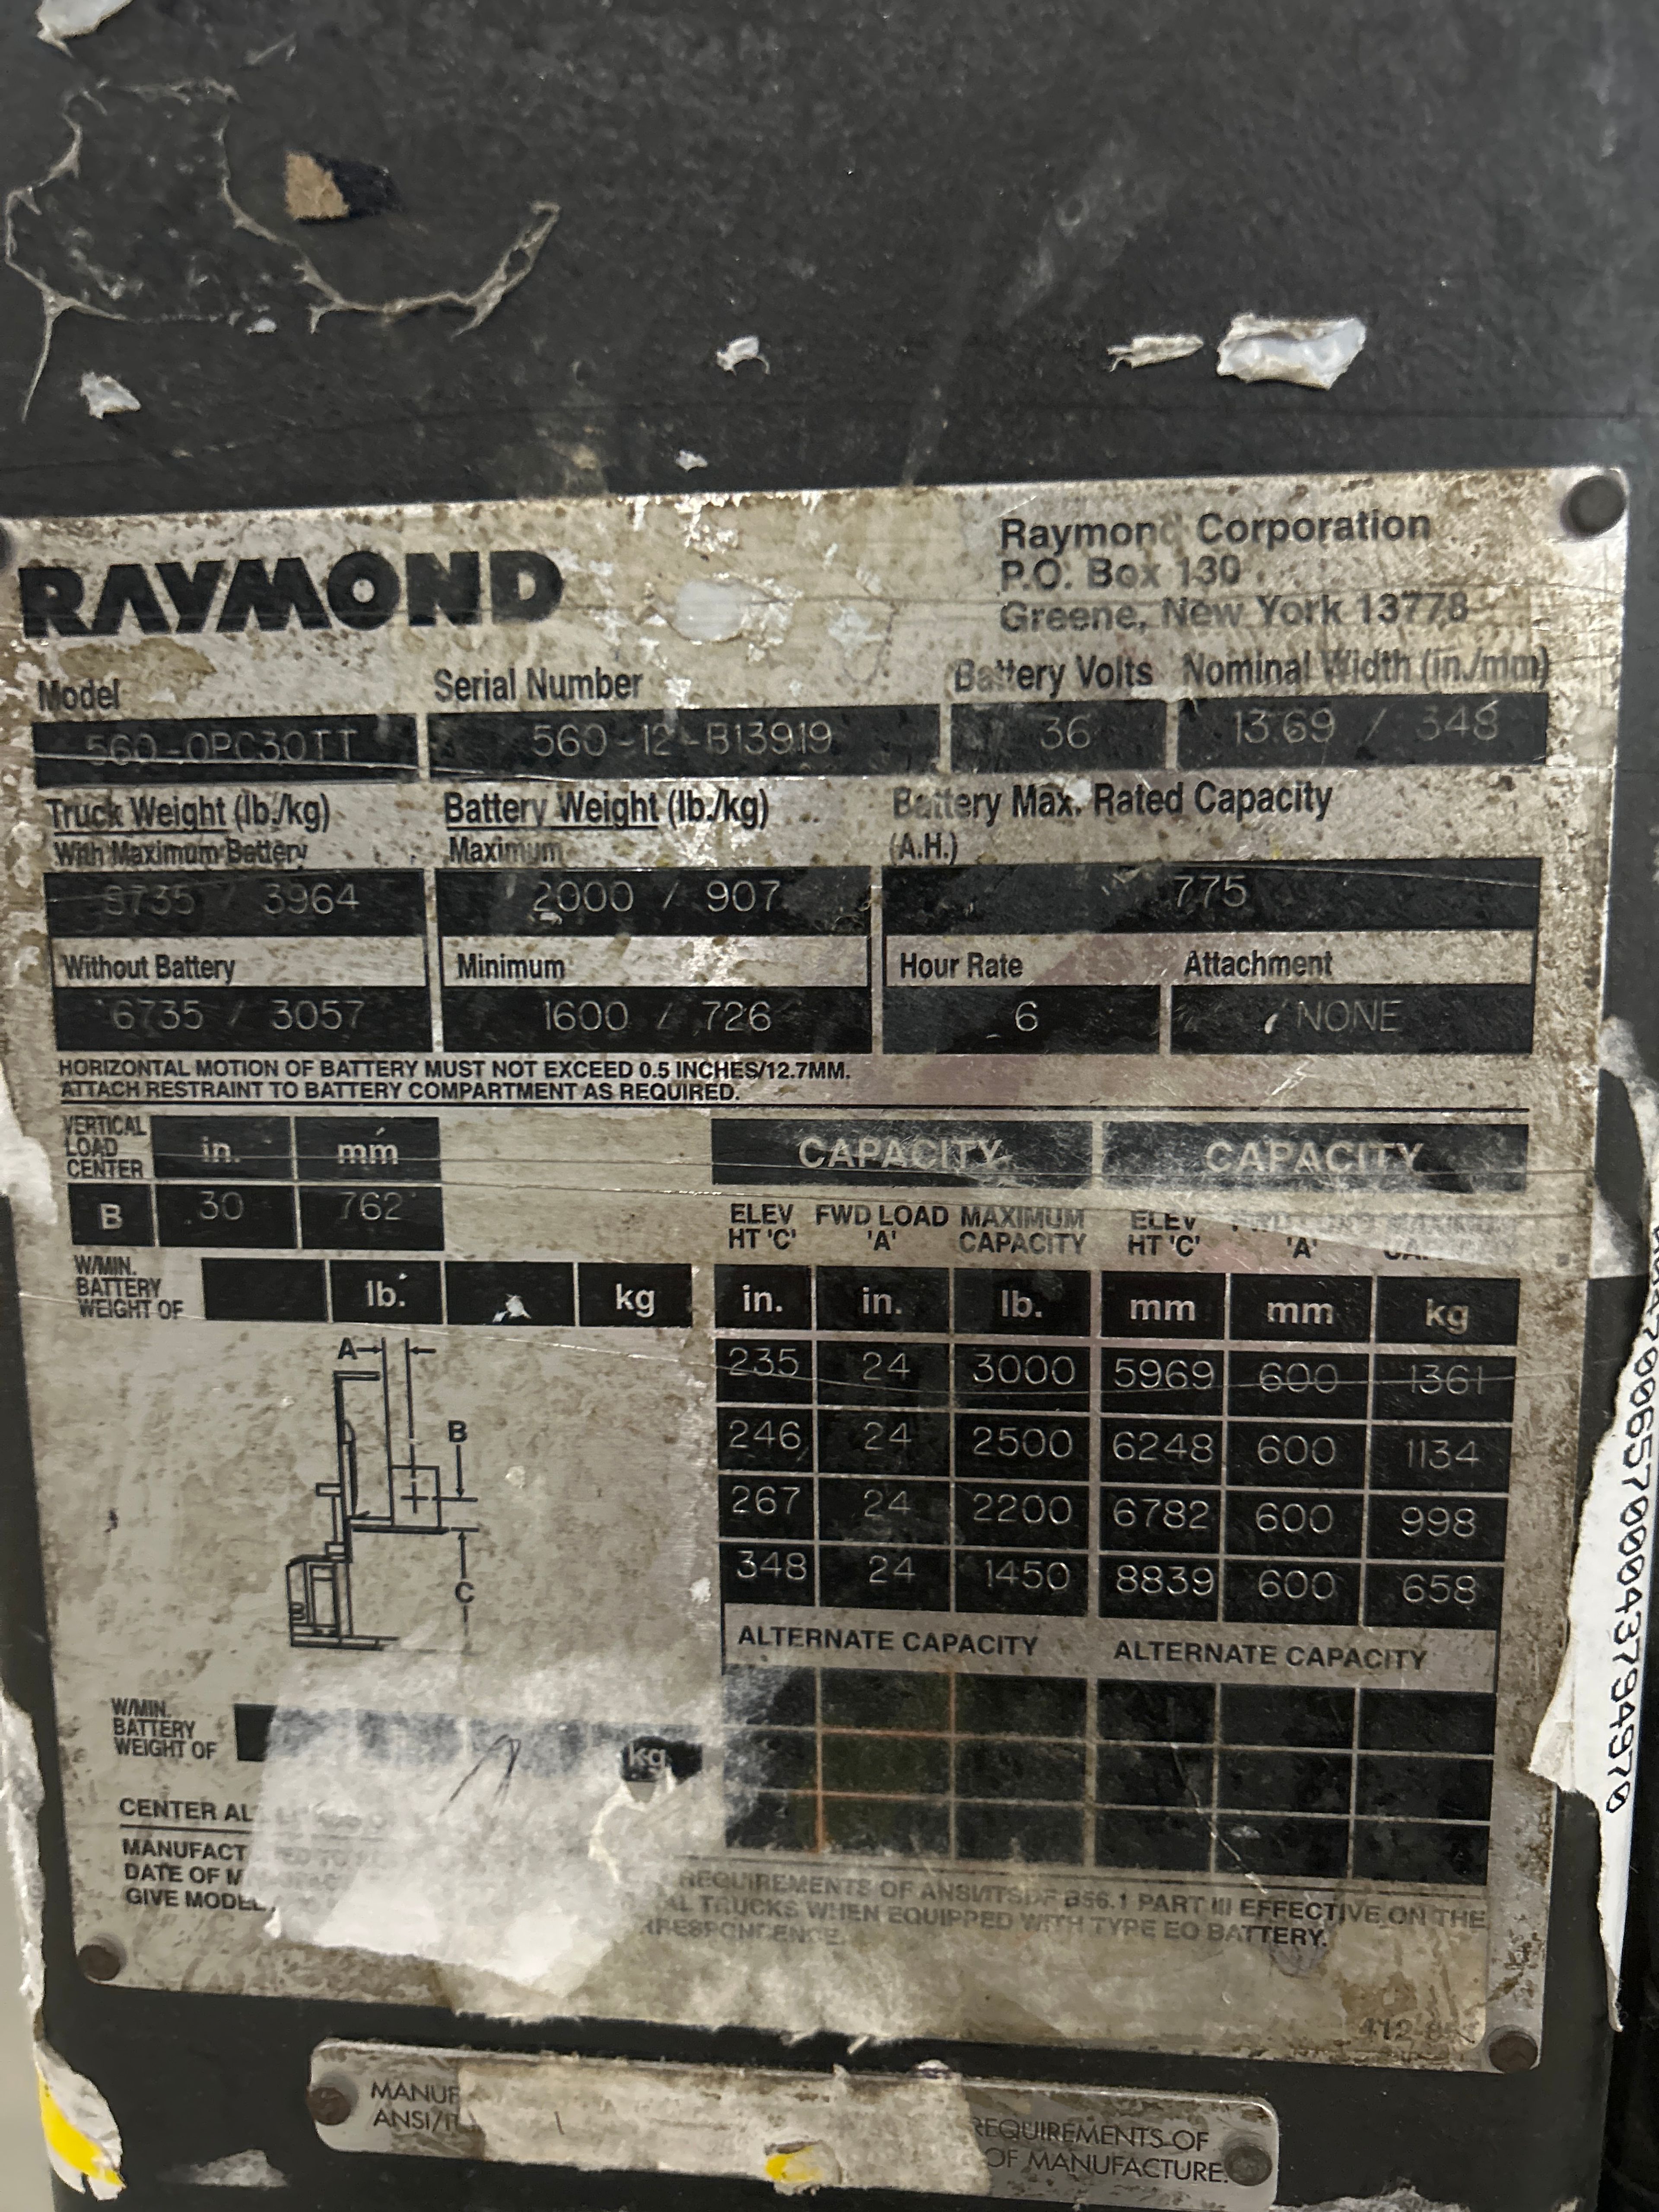 RAYMOND
Raymond Corporation
P.O. Box 130
Greene, New York 13778
Model
Serial Number
Battery Volts
Nominal Width (in./mm)
560-OPC30TT
560-12-B13919
36
13.69 / 348
Truck Weight (lb./kg)
Battery Weight (lb./kg)
Battery Max. Rated Capacity
With Maximum Battery
Maximum
(A.H.)
8735 / 3964
2000 / 907
775
Without Battery
Minimum
Hour Rate
Attachment
6735 / 3057
1600 / 726
6
NONE
HORIZONTAL MOTION OF BATTERY MUST NOT EXCEED 0.5 INCHES/12.7MM.
ATTACH RESTRAINT TO BATTERY COMPARTMENT AS REQUIRED.
VERTICAL
LOAD
CENTER
in.
mm
B
30
762
W/MIN.
BATTERY
WEIGHT OF
lb.
kg
CAPACITY CAPACITY
ELEV FWD LOAD MAXIMUM ELEV
HT 'C' 'A' CAPACITY HT 'C' 'A'
in. in. lb. mm mm kg
235 24 3000 5969 600 1361
246 24 2500 6248 600 1134
267 24 2200 6782 600 998
348 24 1450 8839 600 658
ALTERNATE CAPACITY ALTERNATE CAPACITY
A
B
C
W/MIN.
BATTERY
WEIGHT OF
kg
CENTER
MANUFACT
DATE OF
GIVE MODEL
REQUIREMENTS OF ANSI/ITSDF B56.1 PART III EFFECTIVE ON THE
TRUCKS WHEN EQUIPPED WITH TYPE EO BATTERY.
MANUF
ANSI/IT
REQUIREMENTS OF
OF MANUFACTURE.